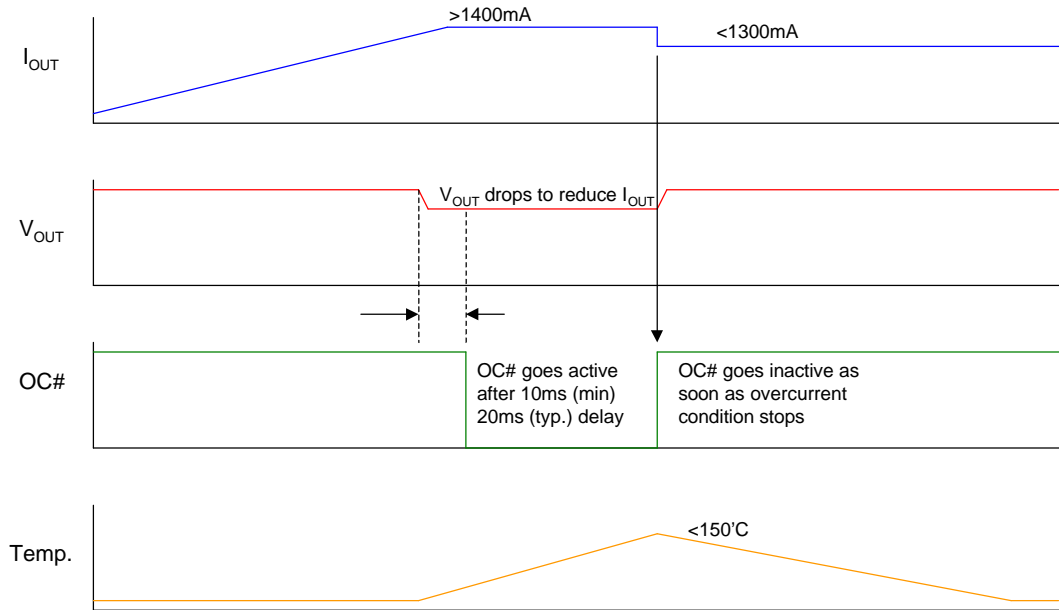 >1400mA
<1300mA
IOUT
VOUT drops to reduce IOUT
VOUT
OC#
OC# goes active
after 10ms (min)
20ms (typ.) delay
OC# goes inactive as
soon as overcurrent
condition stops
<150'C
Temp.